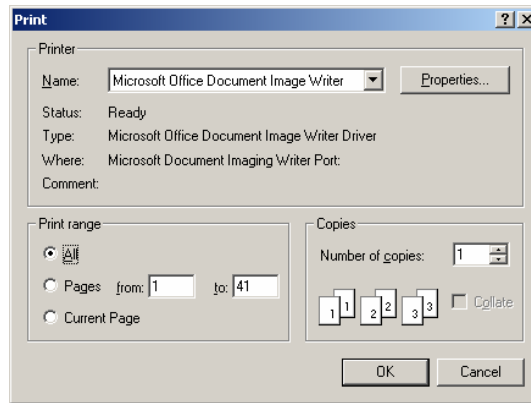 Print
Printer
Name: Microsoft Office Document Image Writer Properties...
Status: Ready
Type: Microsoft Office Document Image Writer Driver
Where: Microsoft Document Imaging Writer Port:
Comment:
Print range
All
Pages from: 1 to: 41
Current Page
Copies
Number of copies: 1
1 1 2 2 3 3 Collate
OK Cancel